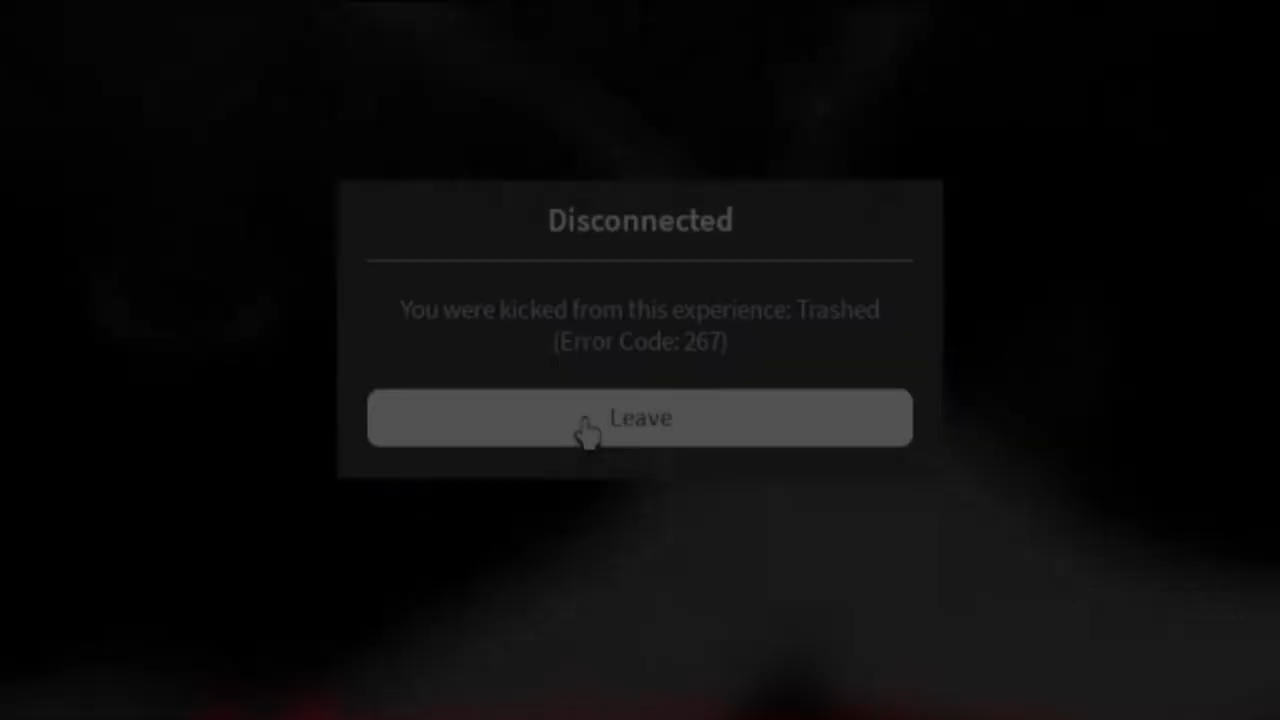 Disconnected
You were kicked from this experience: Trashed
(Error Code: 267)
Leave